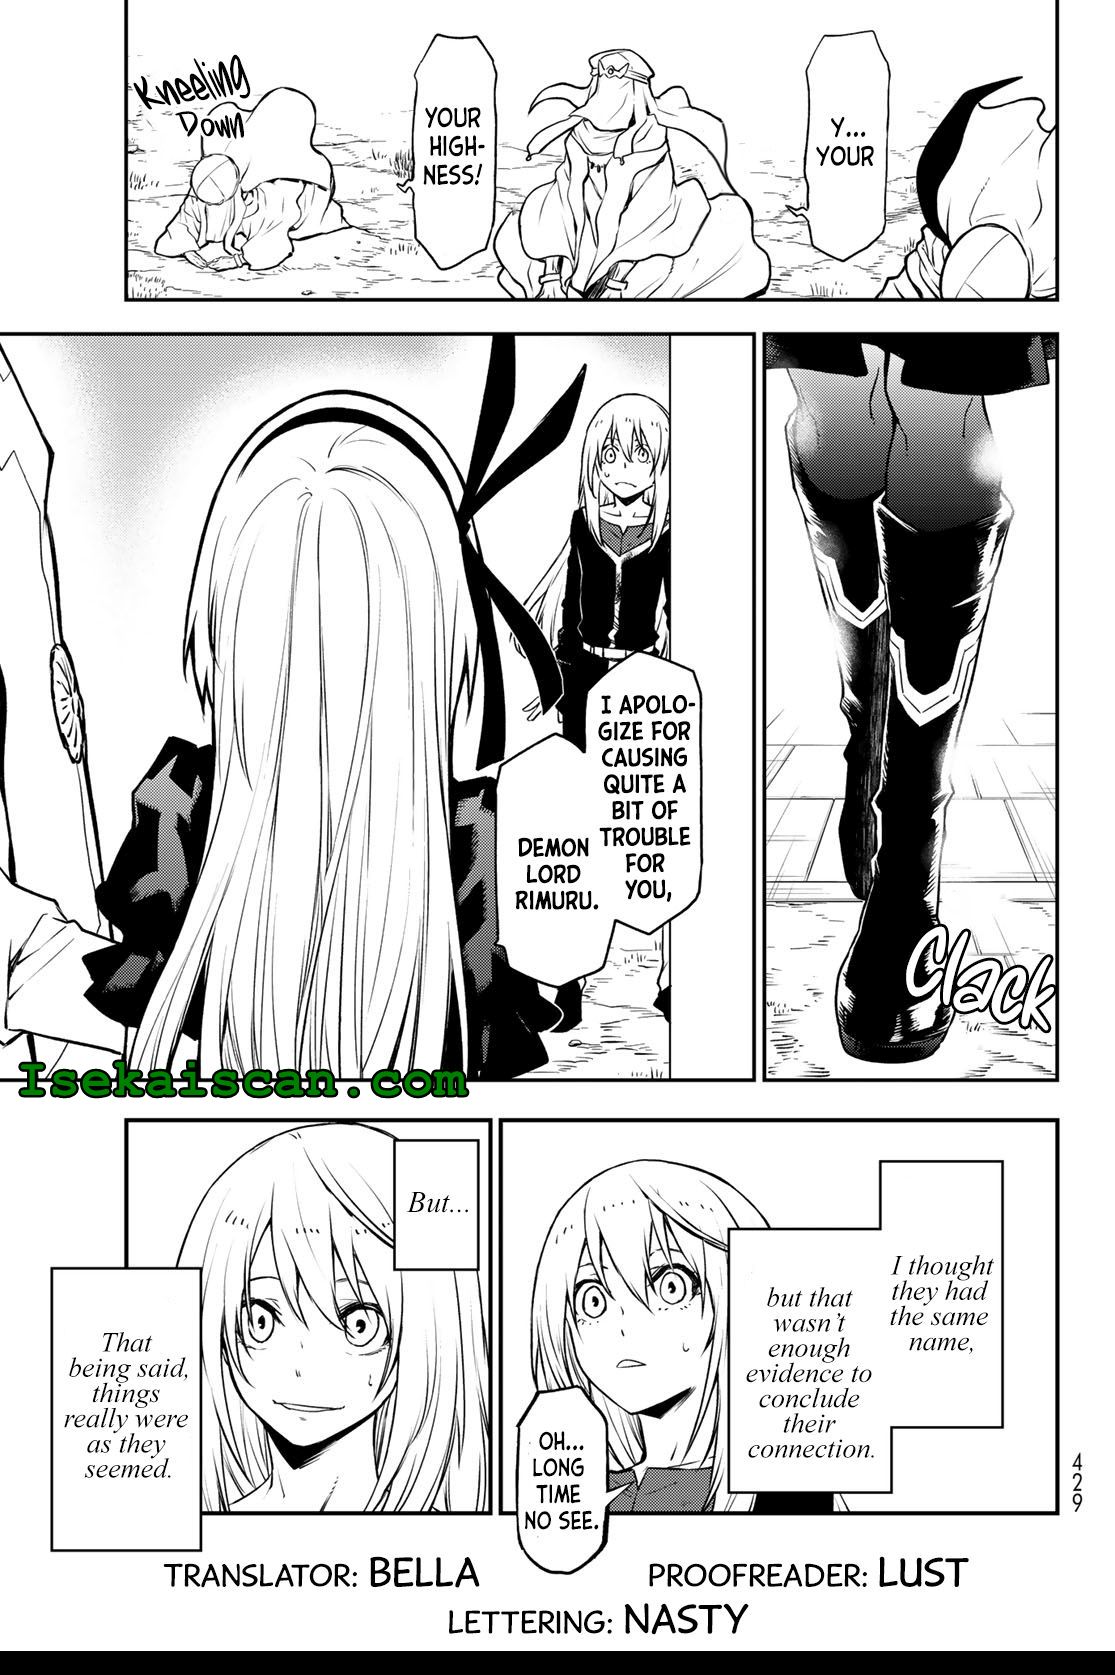 Y...
YOUR
YOUR
HIGH-
NESS!
Kneeling
Down
Clack
I APOLO-
GIZE FOR
CAUSING
QUITE A
BIT OF
TROUBLE
FOR
YOU,
DEMON
LORD
RIMURU.
Isekaiscan.com
I thought
they had
the same
name,
but that
wasn't
enough
evidence to
conclude
their
connection.
OH...
LONG
TIME
NO SEE.
But...
That
being said,
things
really were
as they
seemed.
429
TRANSLATOR: BELLA
PROOFREADER: LUST
LETTERING: NASTY